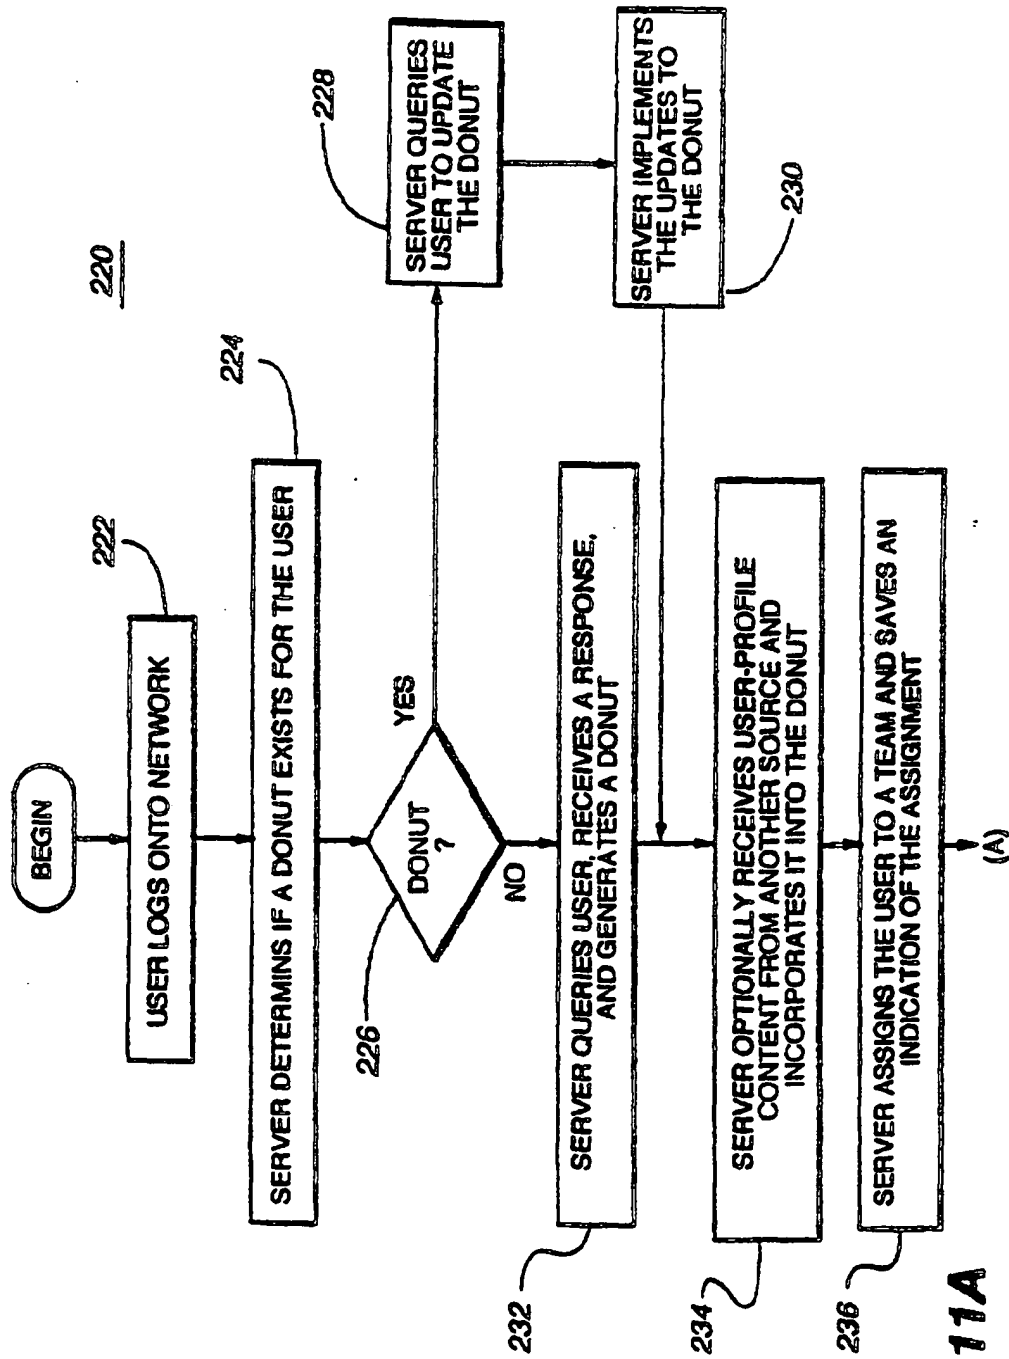 220
BEGIN
222
USER LOGS ONTO NETWORK
224
SERVER DETERMINS IF A DONUT EXISTS FOR THE USER
226
DONUT
?
YES
NO
228
SERVER QUERIES
USER TO UPDATE
THE DONUT
SERVER IMPLEMENTS
THE UPDATES TO
THE DONUT
230
232
SERVER QUERIES USER, RECEIVES A RESPONSE,
AND GENERATES A DONUT
234
SERVER OPTIONALLY RECEIVES USER-PROFILE
CONTENT FROM ANOTHER SOURCE AND
INCORPORATES IT INTO THE DONUT
236
SERVER ASSIGNS THE USER TO A TEAM AND SAVES AN
INDICATION OF THE ASSIGNMENT
(A)
11A